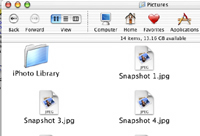 Pictures
Back Forward View Computer Home Favorites Applications
14 items, 13.10 GB available
iPhoto Library
JPEG
Snapshot 1.jpg
JPEG
JPEG
Snapshot 3.jpg
Snapshot 4.jpg